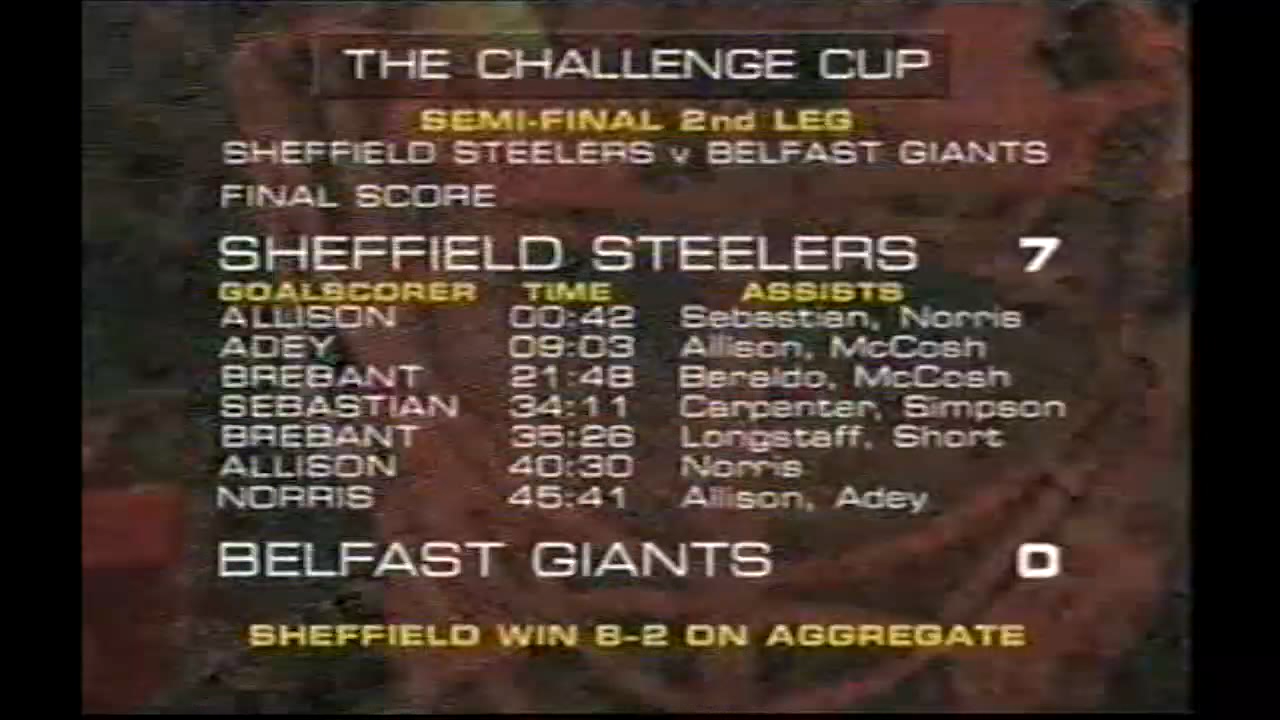 THE CHALLENGE CUP
SEMI-FINAL 2nd LEG
SHEFFIELD STEELERS v BELFAST GIANTS
FINAL SCORE
SHEFFIELD STEELERS 7
GOALSCORER TIME ASSISTS
ALLISON 00:42 Sebastian, Norris
ADEY 09:03 Allison, McCosh
BREBANT 21:48 Beraldo, McCosh
SEBASTIAN 34:11 Carpenter, Simpson
BREBANT 35:26 Longstaff, Short
ALLISON 40:30 Norris
NORRIS 45:41 Allison, Adey
BELFAST GIANTS 0
SHEFFIELD WIN 8-2 ON AGGREGATE